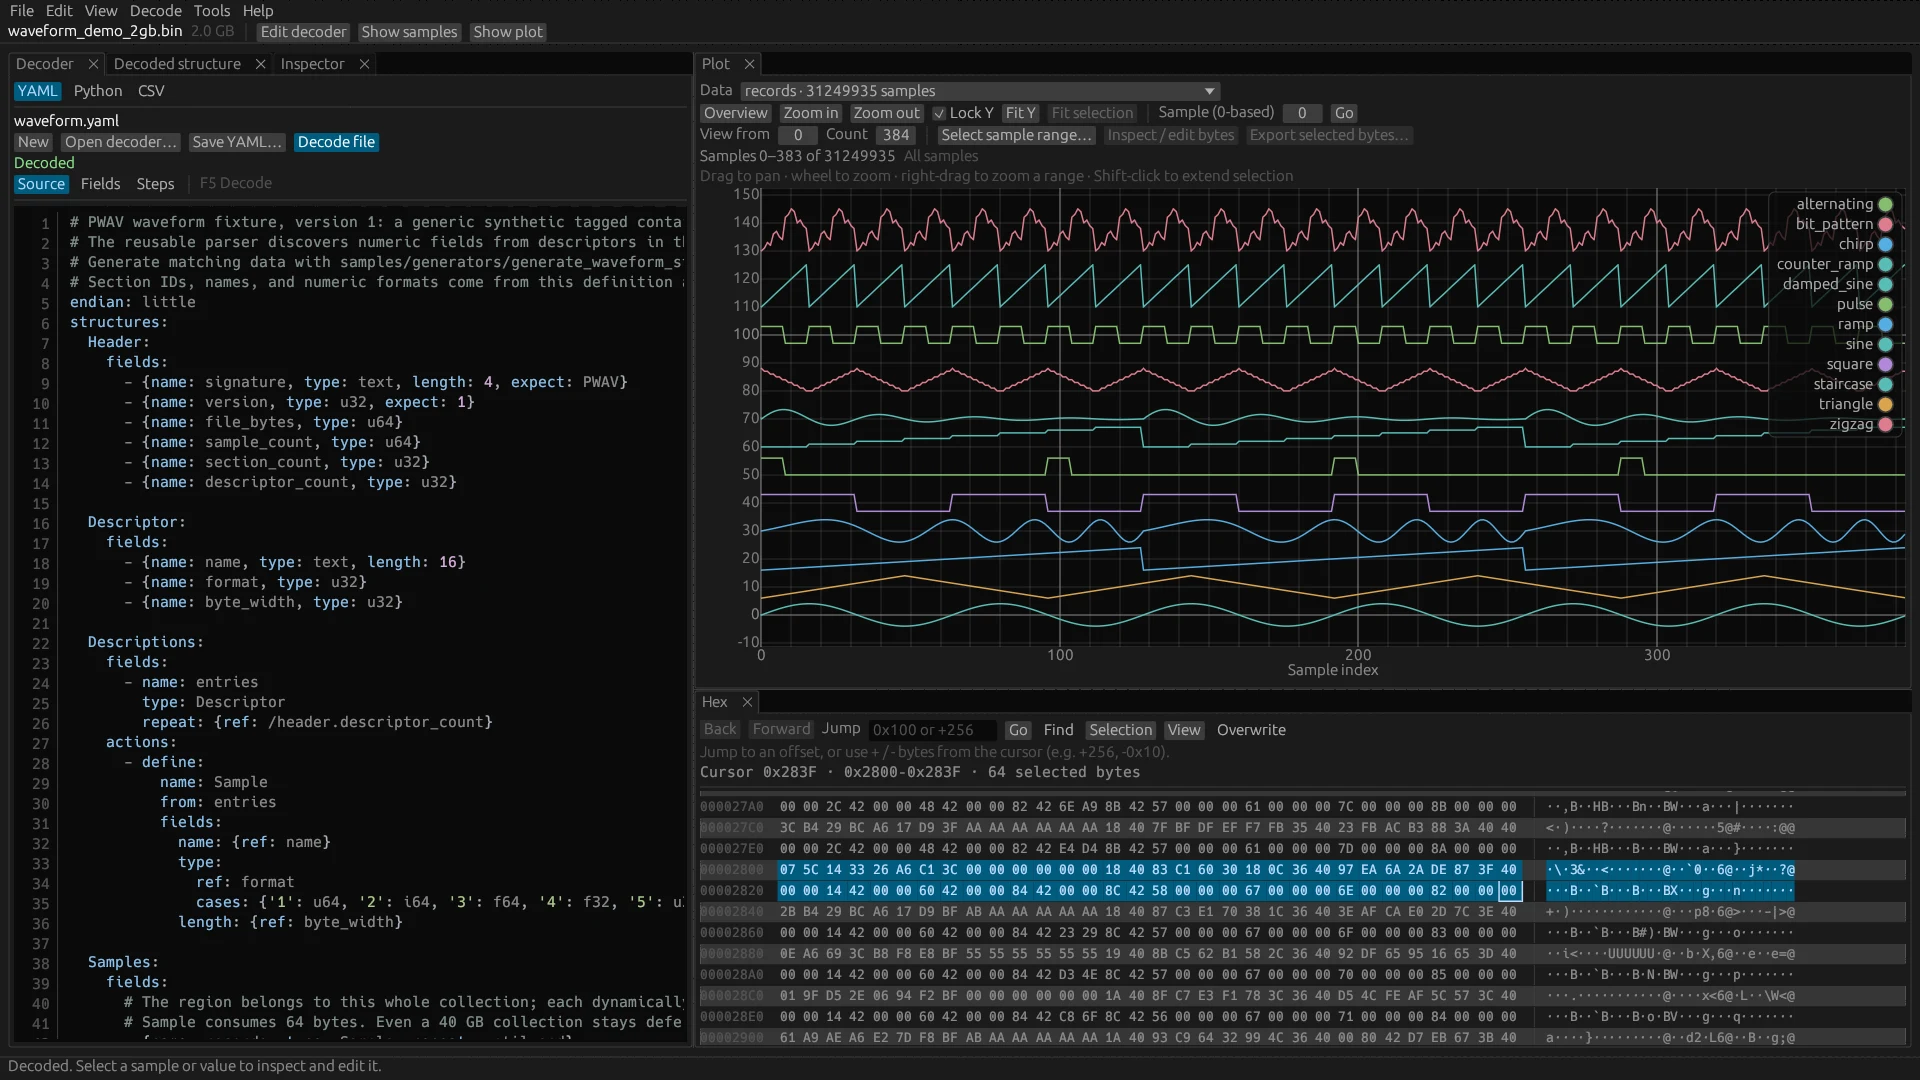 File Edit View Decode Tools Help
waveform_demo_2gb.bin 2.0 GB Edit decoder Show samples Show plot
Decoder Decoded structure Inspector
YAML Python CSV
waveform.yaml
New Open decoder… Save YAML… Decode file
Decoded
Source Fields Steps F5 Decode
1 # PWAV waveform fixture, version 1: a generic synthetic tagged conta
2 # The reusable parser discovers numeric fields from descriptors in t
3 # Generate matching data with samples/generators/generate_waveform_s
4 # Section IDs, names, and numeric formats come from this definition
5 endian: little
6 structures:
7 Header:
8 fields:
9 - {name: signature, type: text, length: 4, expect: PWAV}
10 - {name: version, type: u32, expect: 1}
11 - {name: file_bytes, type: u64}
12 - {name: sample_count, type: u64}
13 - {name: section_count, type: u32}
14 - {name: descriptor_count, type: u32}
15
16 Descriptor:
17 fields:
18 - {name: name, type: text, length: 16}
19 - {name: format, type: u32}
20 - {name: byte_width, type: u32}
21
22 Descriptions:
23 fields:
24 - name: entries
25 type: Descriptor
26 repeat: {ref: /header.descriptor_count}
27 actions:
28 - define:
29 name: Sample
30 from: entries
31 fields:
32 name: {ref: name}
33 type:
34 ref: format
35 cases: {'1': u64, '2': i64, '3': f64, '4': f32, '5': u
36 length: {ref: byte_width}
37
38 Samples:
39 fields:
40 # The region belongs to this whole collection; each dynamically
41 # Sample consumes 64 bytes. Even a 40 GB collection stays defe
Plot
Data records · 31249935 samples
Overview Zoom in Zoom out Lock Y Fit Y Fit selection Sample (0-based) 0 Go
View from 0 Count 384 Select sample range… Inspect / edit bytes Export selected bytes…
Samples 0–383 of 31249935 All samples
Drag to pan · wheel to zoom · right-drag to zoom a range · Shift-click to extend selection
150
140
130
120
110
100
90
80
70
60
50
40
30
20
10
0
-10
alternating
bit_pattern
chirp
counter_ramp
damped_sine
pulse
ramp
sine
square
staircase
triangle
zigzag
0 100 200 300
Sample index
Hex
Back Forward Jump 0x100 or +256 Go Find Selection View Overwrite
Jump to an offset, or use + / - bytes from the cursor (e.g. +256, -0x10).
Cursor 0x283F · 0x2800-0x283F · 64 selected bytes
000027A0 00 00 2C 42 00 00 48 42 00 00 82 42 6E A9 8B 42 57 00 00 00 61 00 00 00 7C 00 00 00 8B 00 00 00 ··,B··HB···Bn··BW···a···|·······
000027C0 3C B4 29 BC A6 17 D9 3F AA AA AA AA AA AA 18 40 7F BF DF EF F7 FB 35 40 23 FB AC B3 88 3A 40 40 <·)····?·······@······5@#····:@@
000027E0 00 00 2C 42 00 00 48 42 00 00 82 42 E4 D4 8B 42 57 00 00 00 61 00 00 00 7D 00 00 00 8A 00 00 00 ··,B··HB···B···BW···a···}·······
00002800 07 5C 14 33 26 A6 C1 3C 00 00 00 00 00 00 18 40 83 C1 60 30 18 0C 36 40 97 EA 6A 2A DE 87 3F 40 ·\·3&··<·······@··`0··6@··j*··?@
00002820 00 00 14 42 00 00 60 42 00 00 84 42 00 00 8C 42 58 00 00 00 67 00 00 00 6E 00 00 00 82 00 00 00 ···B··`B···B···BX···g···n·······
00002840 2B B4 29 BC A6 17 D9 BF AB AA AA AA AA AA 18 40 87 C3 E1 70 38 1C 36 40 3E AF CA E0 2D 7C 3E 40 +·)············@···p8·6@>···-|>@
00002860 00 00 14 42 00 00 60 42 00 00 84 42 23 29 8C 42 57 00 00 00 67 00 00 00 6F 00 00 00 83 00 00 00 ···B··`B···B#)·BW···g···o·······
00002880 0E A6 69 3C B8 F8 E8 BF 55 55 55 55 55 55 19 40 8B C5 62 B1 58 2C 36 40 92 DF 65 95 16 65 3D 40 ··i<····UUUUUU·@··b·X,6@··e··e=@
000028A0 00 00 14 42 00 00 60 42 00 00 84 42 D3 4E 8C 42 57 00 00 00 67 00 00 00 70 00 00 00 85 00 00 00 ···B··`B···B·N·BW···g···p·······
000028C0 01 9F D5 2E 06 94 F2 BF 00 00 00 00 00 00 1A 40 8F C7 E3 F1 78 3C 36 40 D5 4C FE AF 5C 57 3C 40 ···.···········@····x<6@·L··\W<@
000028E0 00 00 14 42 00 00 60 42 00 00 84 42 C8 6F 8C 42 56 00 00 00 67 00 00 00 71 00 00 00 84 00 00 00 ···B··`B···B·o·BV···g···q·······
00002900 61 A9 AE A6 E2 7D F8 BF AB AA AA AA AA AA 1A 40 93 C9 64 32 99 4C 36 40 00 80 42 D7 EB 67 3B 40 a····}·········@··d2·L6@··B··g;@
Decoded. Select a sample or value to inspect and edit it.